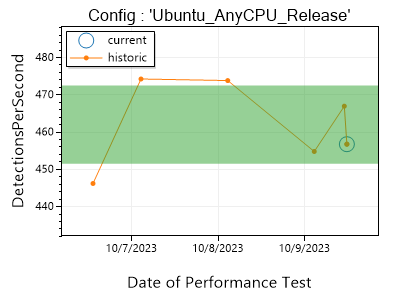 Config : 'Ubuntu_AnyCPU_Release'
current
historic
DetectionsPerSecond
480
470
460
450
440
10/7/2023 10/8/2023 10/9/2023
Date of Performance Test